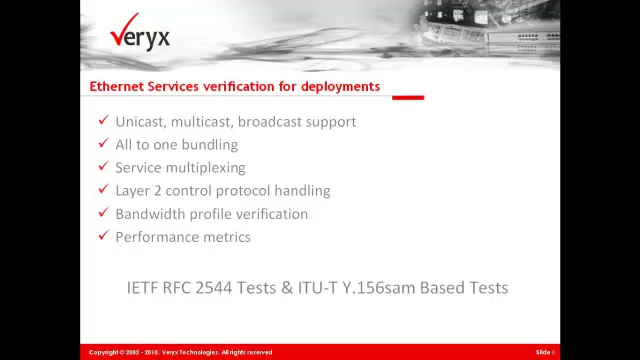 Veryx
Ethernet Services verification for deployments
Unicast, multicast, broadcast support
All to one bundling
Service multiplexing
Layer 2 control protocol handling
Bandwidth profile verification
Performance metrics
IETF RFC 2544 Tests & ITU-T Y.156sam Based Tests
Copyright © 2002 - 2010. Veryx Technologies. All rights reserved
Slide 6